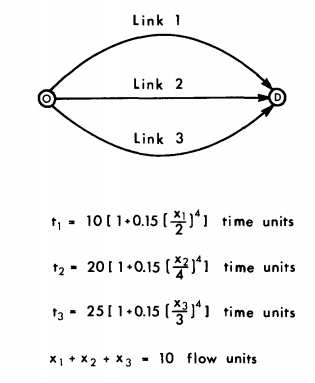 Link 1
O
Link 2
D
Link 3
t₁ = 10 [ 1+0.15 (x₁/2)⁴ ] time units
t₂ = 20 [ 1+0.15 (x₂/4)⁴ ] time units
t₃ = 25 [ 1+0.15 (x₃/3)⁴ ] time units
x₁ + x₂ + x₃ = 10 flow units